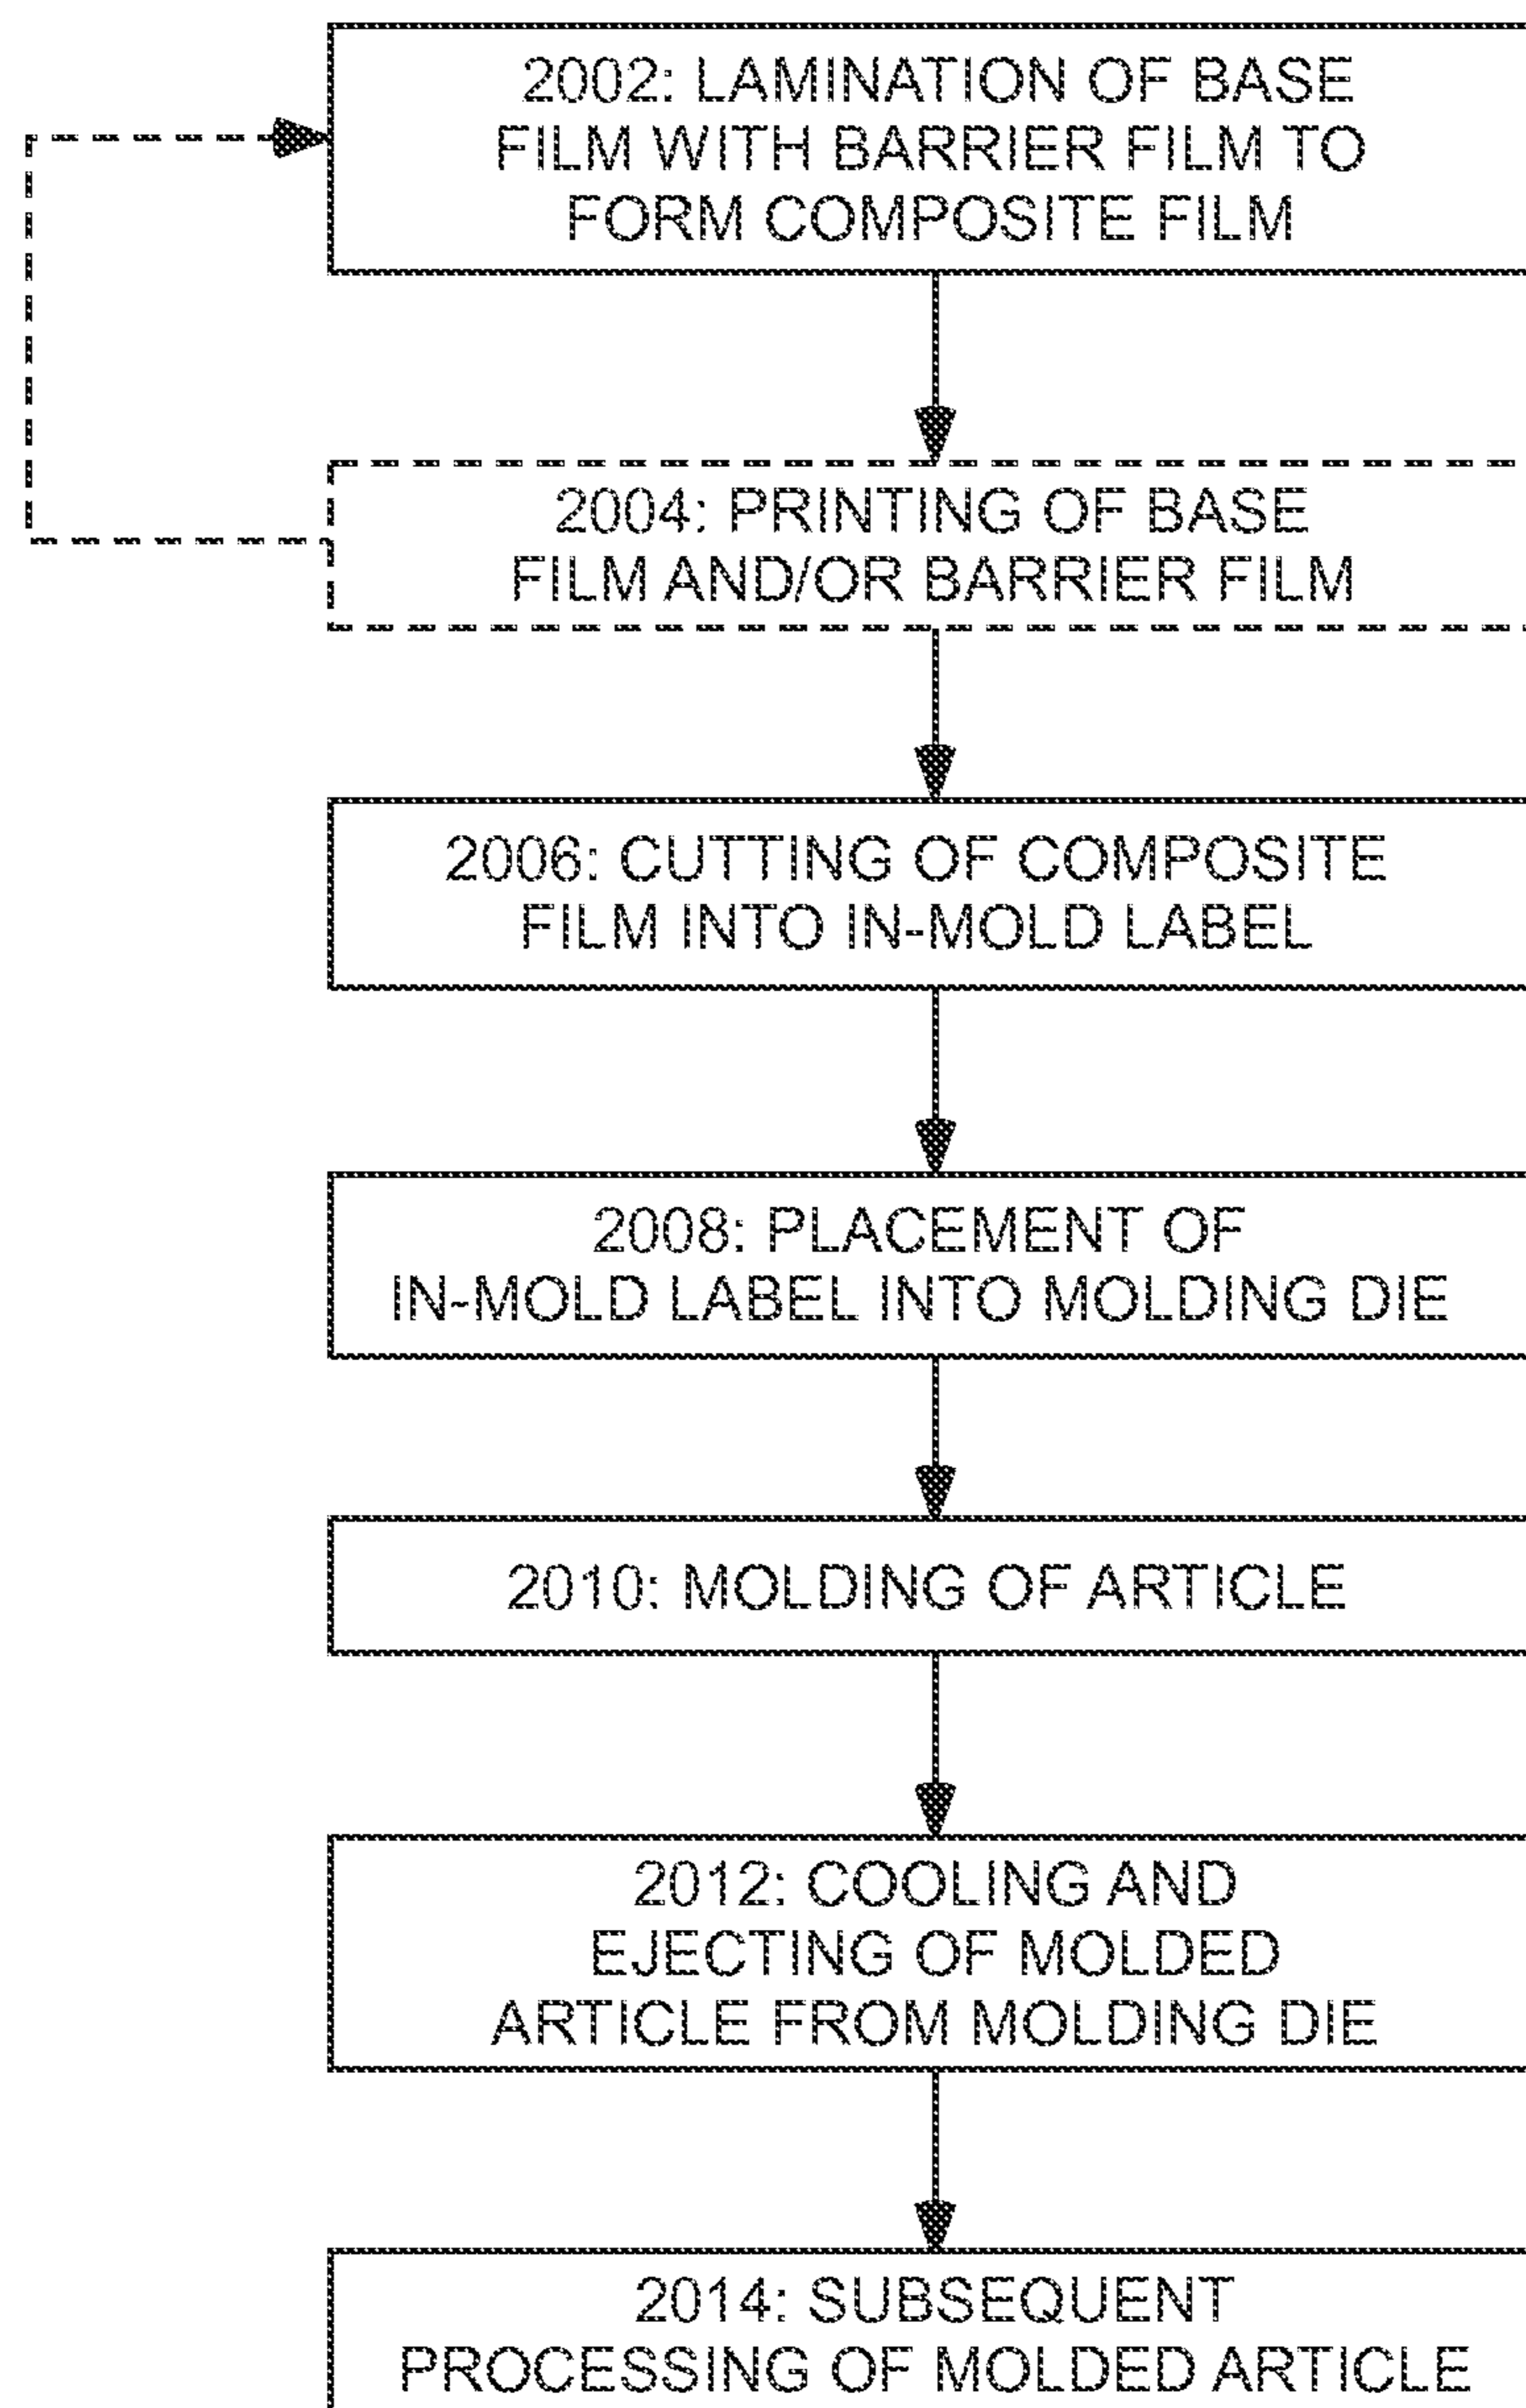 2002: LAMINATION OF BASE
FILM WITH BARRIER FILM TO
FORM COMPOSITE FILM
2004: PRINTING OF BASE
FILM AND/OR BARRIER FILM
2006: CUTTING OF COMPOSITE
FILM INTO IN-MOLD LABEL
2008: PLACEMENT OF
IN-MOLD LABEL INTO MOLDING DIE
2010: MOLDING OF ARTICLE
2012: COOLING AND
EJECTING OF MOLDED
ARTICLE FROM MOLDING DIE
2014: SUBSEQUENT
PROCESSING OF MOLDED ARTICLE